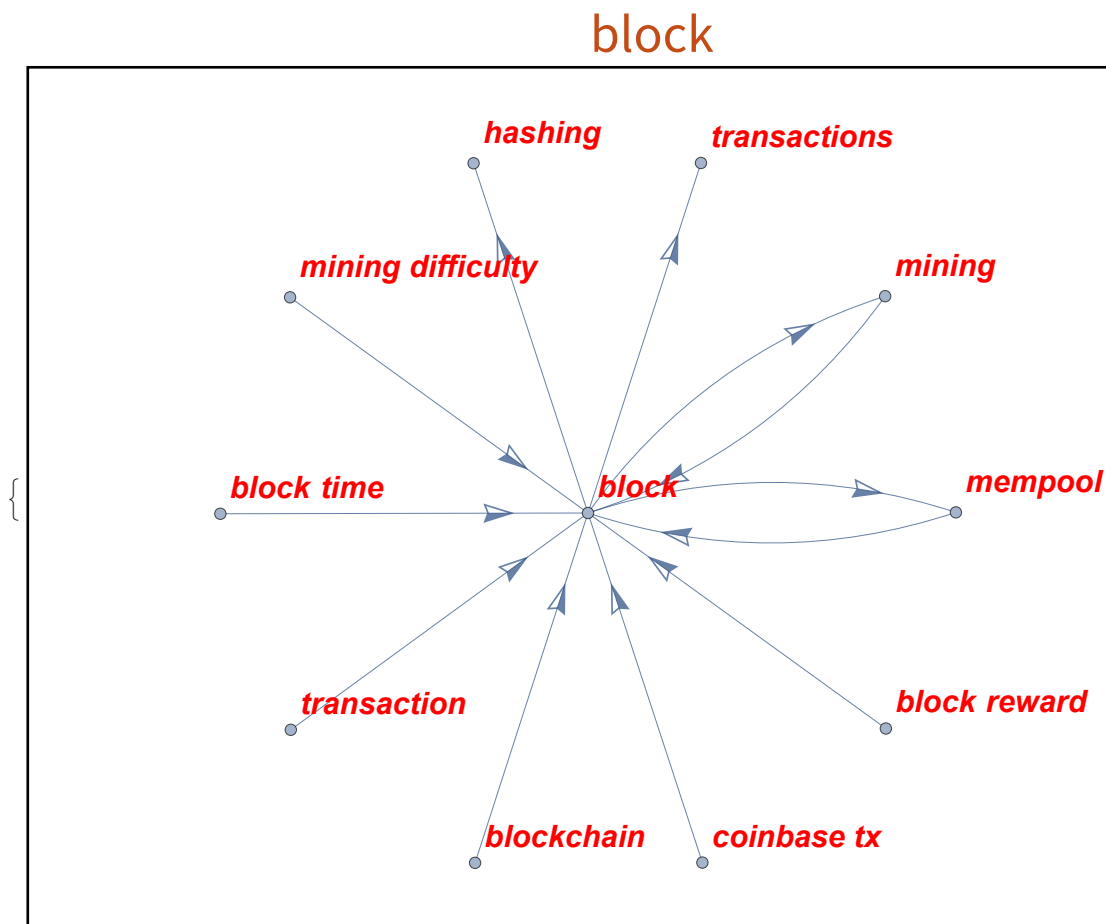 block
hashing
transactions
mining difficulty
mining
block time
block
mempool
transaction
block reward
blockchain
coinbase tx
{